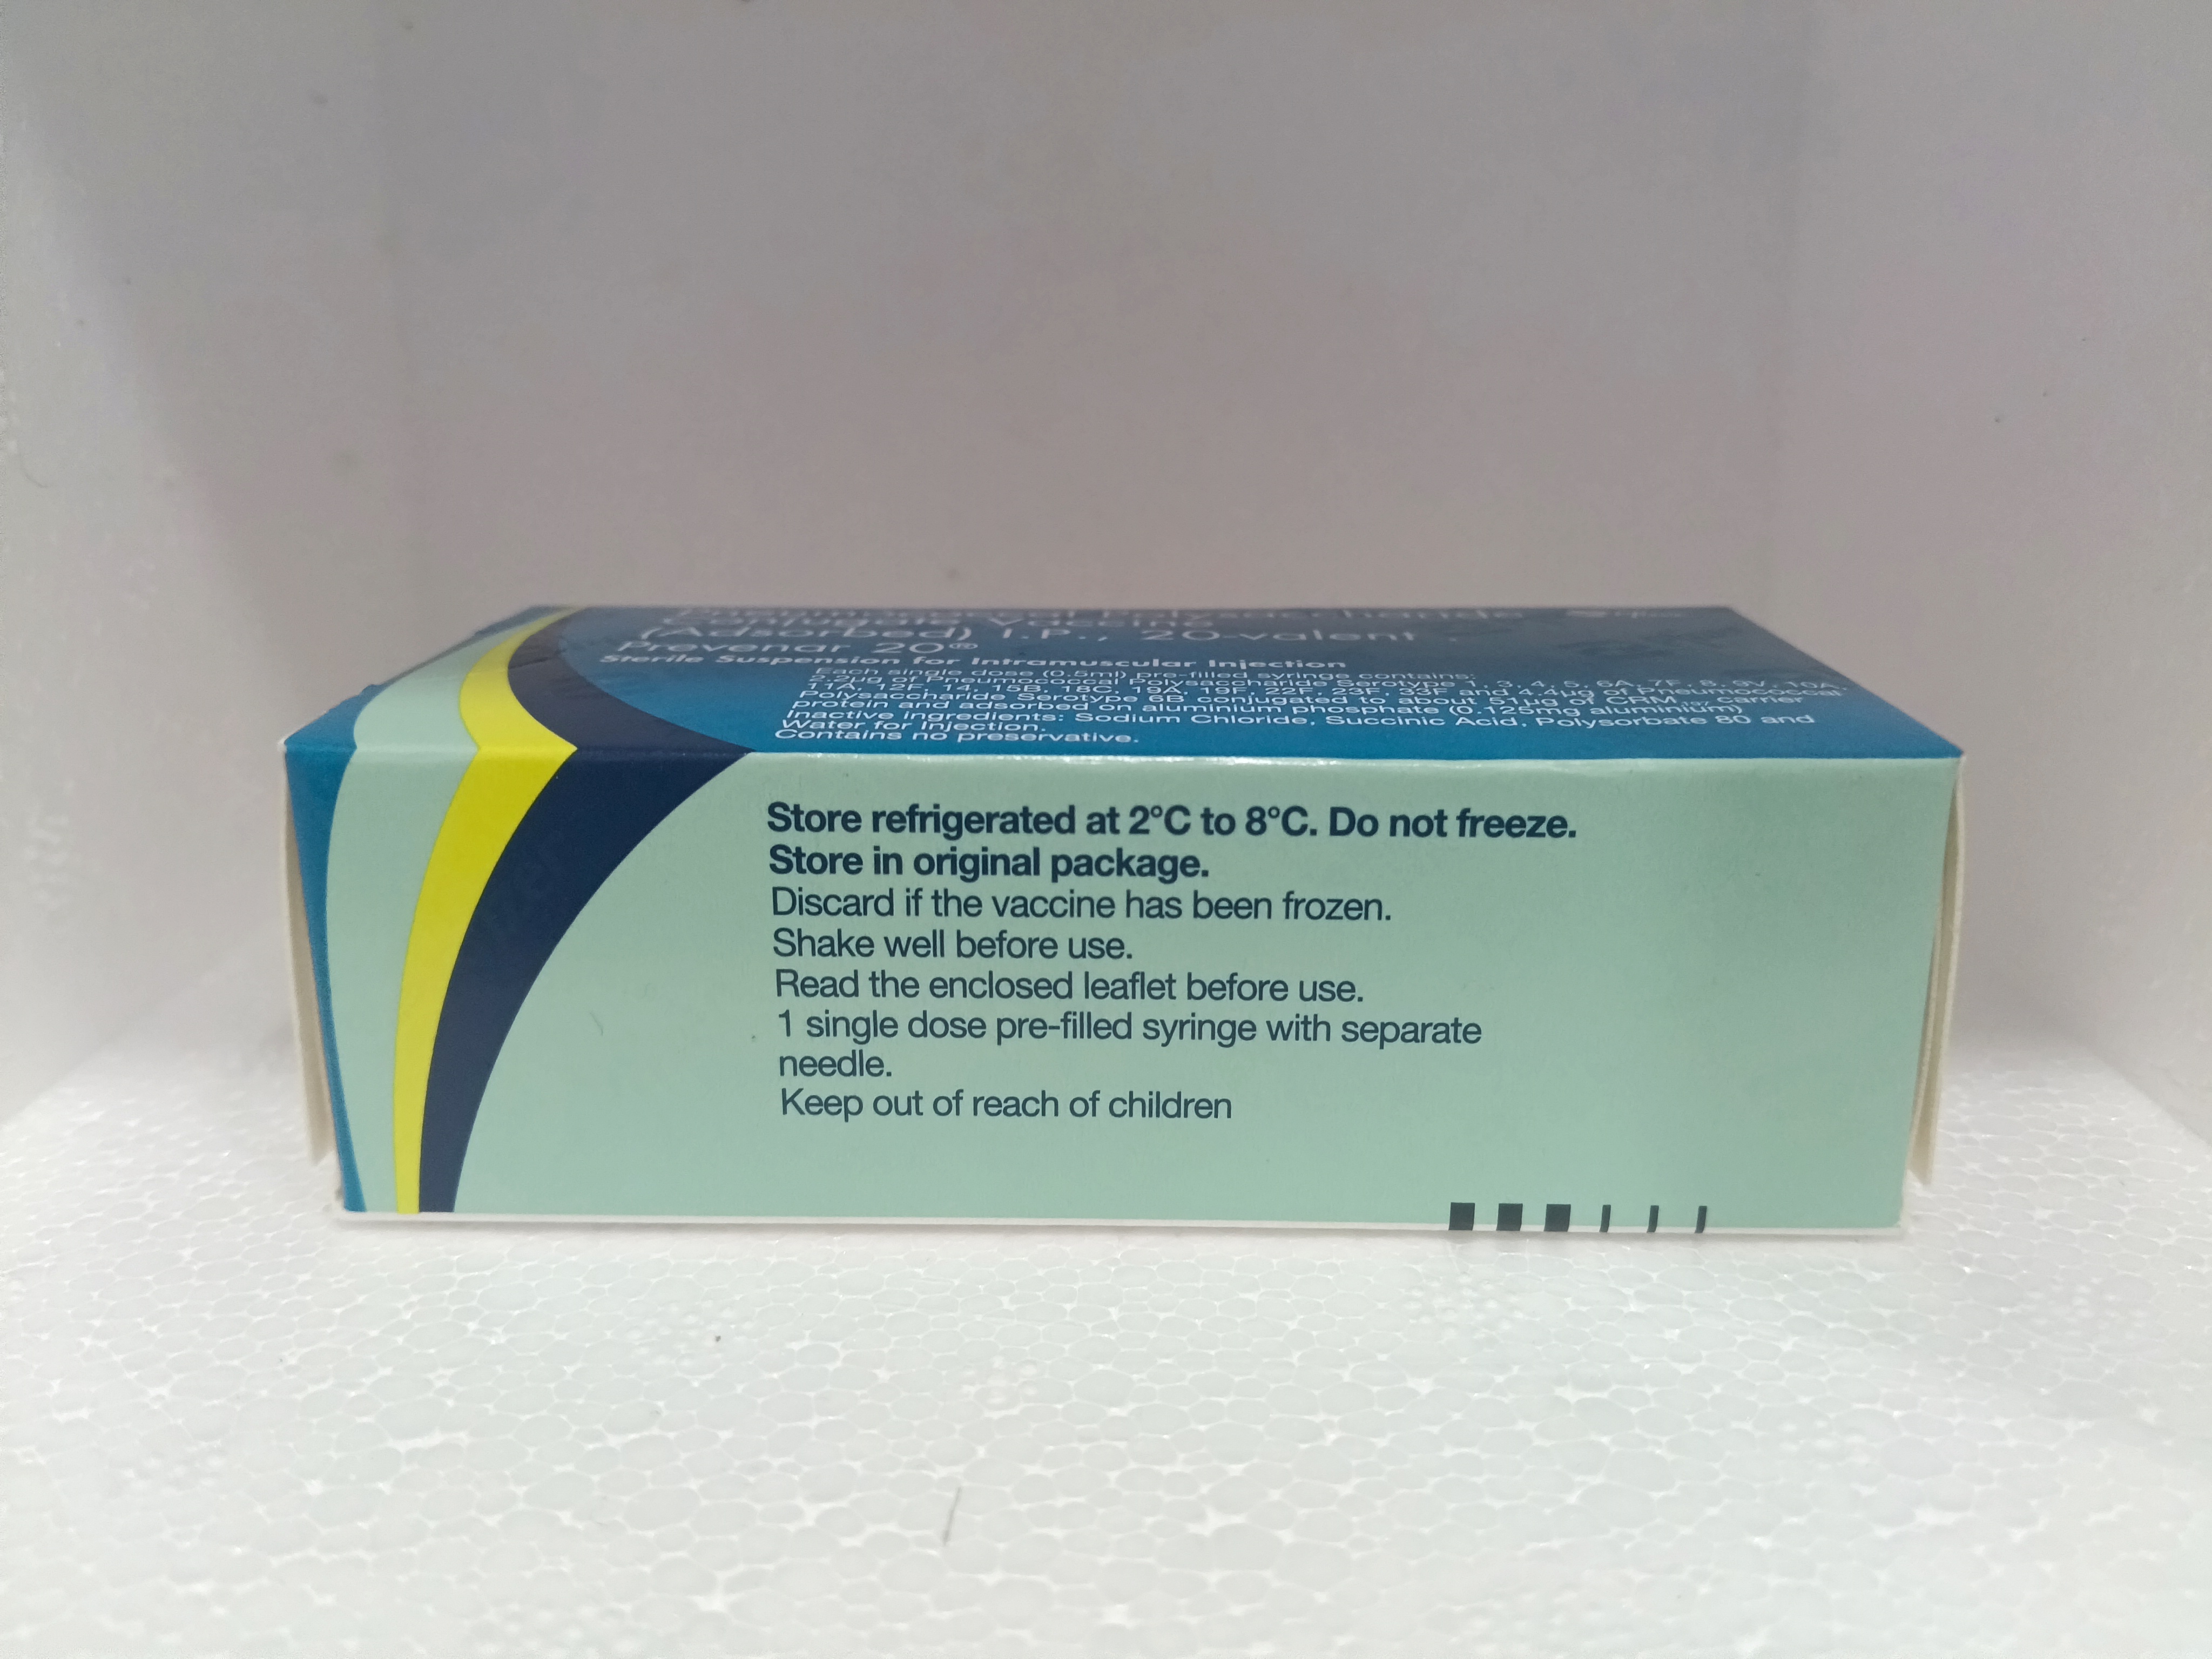 Pneumococcal Polysaccharide
Conjugate Vaccine
(Adsorbed) I.P., 20-valent
Prevenar 20®
Sterile Suspension for Intramuscular Injection
Each single dose (0.5ml) pre-filled syringe contains:
2.2µg of Pneumococcal Polysaccharide Serotype 1, 3, 4, 5, 6A, 7F, 8, 9V, 10A,
11A, 12F, 14, 15B, 18C, 19A, 19F, 22F, 23F, 33F and 4.4µg of Pneumococcal
Polysaccharide Serotype 6B conjugated to about 51µg of CRM₁₉₇ carrier
protein and adsorbed on aluminium phosphate (0.125mg aluminium)
Inactive ingredients: Sodium Chloride, Succinic Acid, Polysorbate 80 and
Water for Injection.
Contains no preservative.
Store refrigerated at 2°C to 8°C. Do not freeze.
Store in original package.
Discard if the vaccine has been frozen.
Shake well before use.
Read the enclosed leaflet before use.
1 single dose pre-filled syringe with separate
needle.
Keep out of reach of children